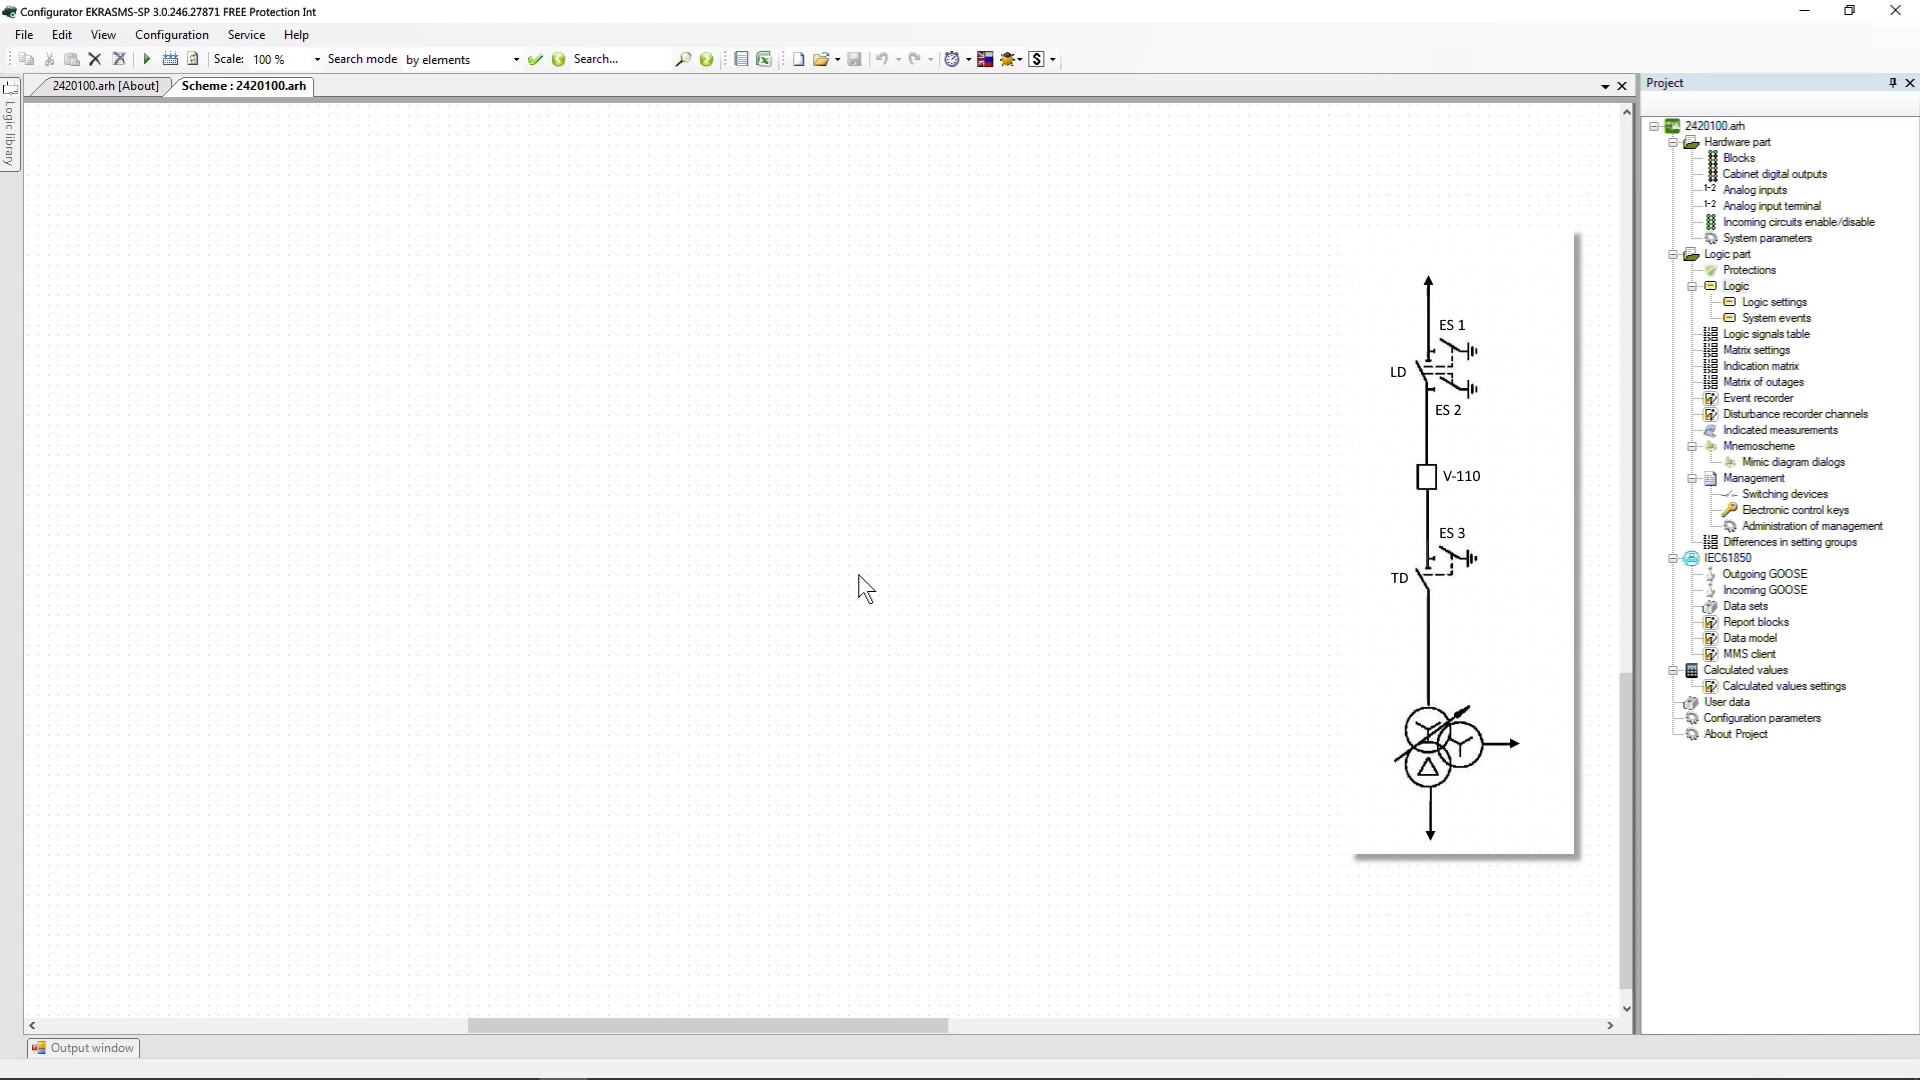 Configurator EKRASMS-SP 3.0.246.27871 FREE Protection Int
File Edit View Configuration Service Help
Scale: 100 % Search mode by elements Search...
2420100.arh [About] Scheme : 2420100.arh
Logic library
ES 1
LD
ES 2
V-110
ES 3
TD
Project
2420100.arh
Hardware part
Blocks
Cabinet digital outputs
Analog inputs
Analog input terminal
Incoming circuits enable/disable
System parameters
Logic part
Protections
Logic
Logic settings
System events
Logic signals table
Matrix settings
Indication matrix
Matrix of outages
Event recorder
Disturbance recorder channels
Indicated measurements
Mnemoscheme
Mimic diagram dialogs
Management
Switching devices
Electronic control keys
Administration of management
Differences in setting groups
IEC61850
Outgoing GOOSE
Incoming GOOSE
Data sets
Report blocks
Data model
MMS client
Calculated values
Calculated values settings
User data
Configuration parameters
About Project
Output window